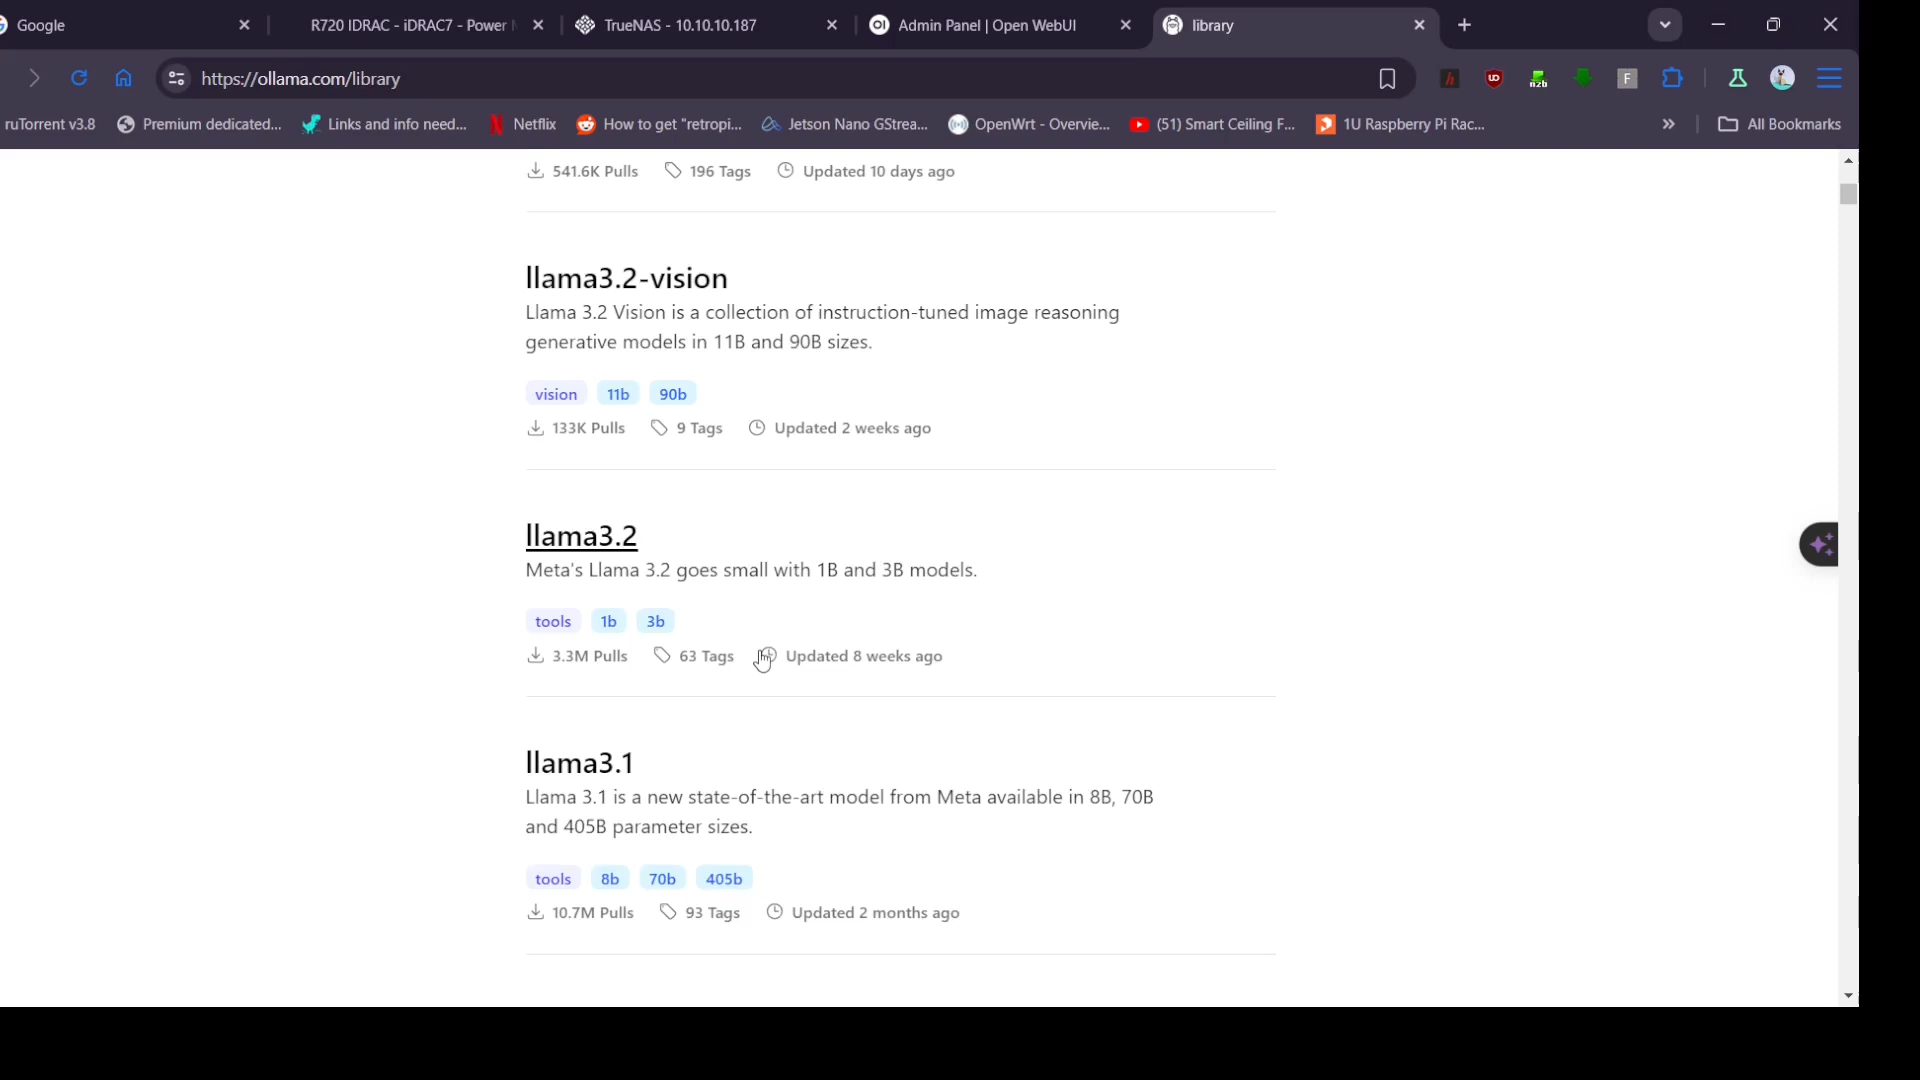 Google
R720 IDRAC - iDRAC7 - Power
TrueNAS - 10.10.10.187
Admin Panel | Open WebUI
library
https://ollama.com/library
UD
n2b
F
ruTorrent v3.8
Premium dedicated...
Links and info need...
Netflix
How to get "retropi...
Jetson Nano GStrea...
OpenWrt - Overvie...
(51) Smart Ceiling F...
1U Raspberry Pi Rac...
All Bookmarks
541.6K Pulls 196 Tags Updated 10 days ago
llama3.2-vision
Llama 3.2 Vision is a collection of instruction-tuned image reasoning
generative models in 11B and 90B sizes.
vision 11b 90b
133K Pulls 9 Tags Updated 2 weeks ago
llama3.2
Meta's Llama 3.2 goes small with 1B and 3B models.
tools 1b 3b
3.3M Pulls 63 Tags Updated 8 weeks ago
llama3.1
Llama 3.1 is a new state-of-the-art model from Meta available in 8B, 70B
and 405B parameter sizes.
tools 8b 70b 405b
10.7M Pulls 93 Tags Updated 2 months ago